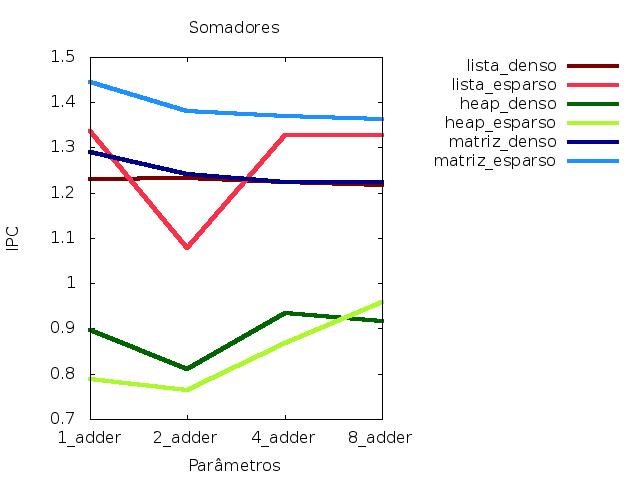 Somadores
1.5
1.4
1.3
1.2
1.1
1
0.9
0.8
0.7
IPC
1_adder
2_adder
4_adder
8_adder
Parâmetros
lista_denso
lista_esparso
heap_denso
heap_esparso
matriz_denso
matriz_esparso